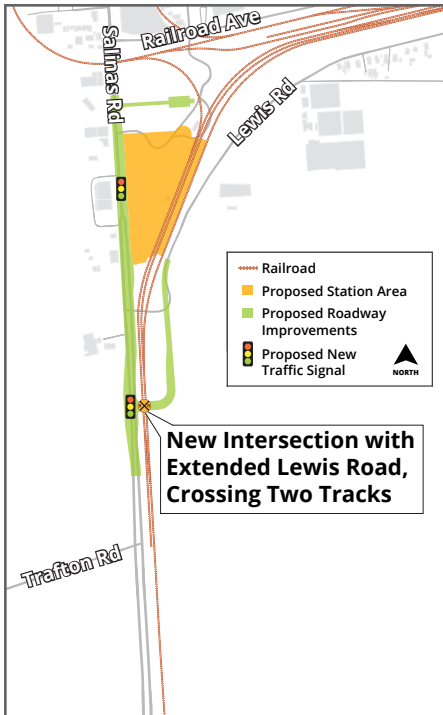 Railroad Ave
Salinas Rd
Lewis Rd
Railroad
Proposed Station Area
Proposed Roadway
Improvements
Proposed New
Traffic Signal
NORTH
New Intersection with
Extended Lewis Road,
Crossing Two Tracks
Trafton Rd